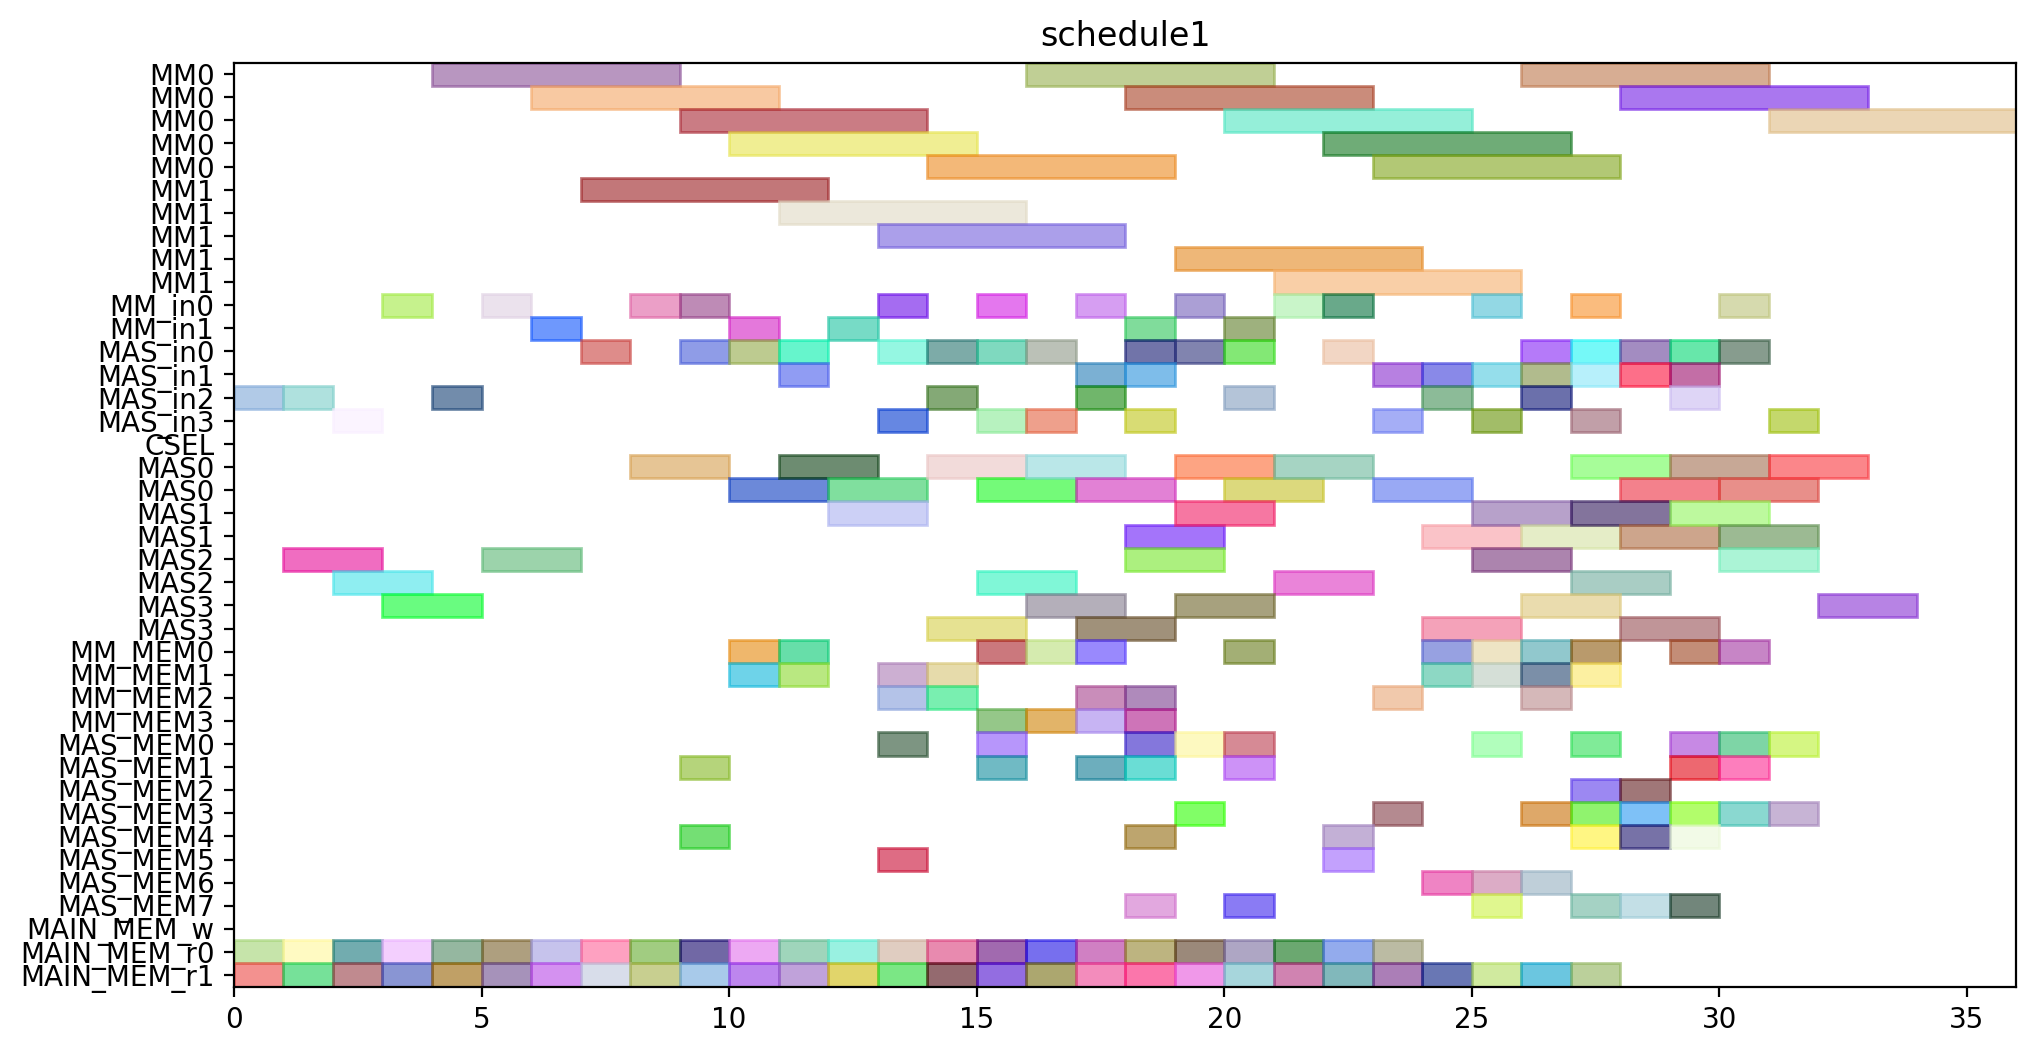 schedule1
MM0
MM0
MM0
MM0
MM0
MM1
MM1
MM1
MM1
MM1
MM_in0
MM_in1
MAS_in0
MAS_in1
MAS_in2
MAS_in3
CSEL
MAS0
MAS0
MAS1
MAS1
MAS2
MAS2
MAS3
MAS3
MM_MEM0
MM_MEM1
MM_MEM2
MM_MEM3
MAS_MEM0
MAS_MEM1
MAS_MEM2
MAS_MEM3
MAS_MEM4
MAS_MEM5
MAS_MEM6
MAS_MEM7
MAIN_MEM_w
MAIN_MEM_r0
MAIN_MEM_r1
0 5 10 15 20 25 30 35